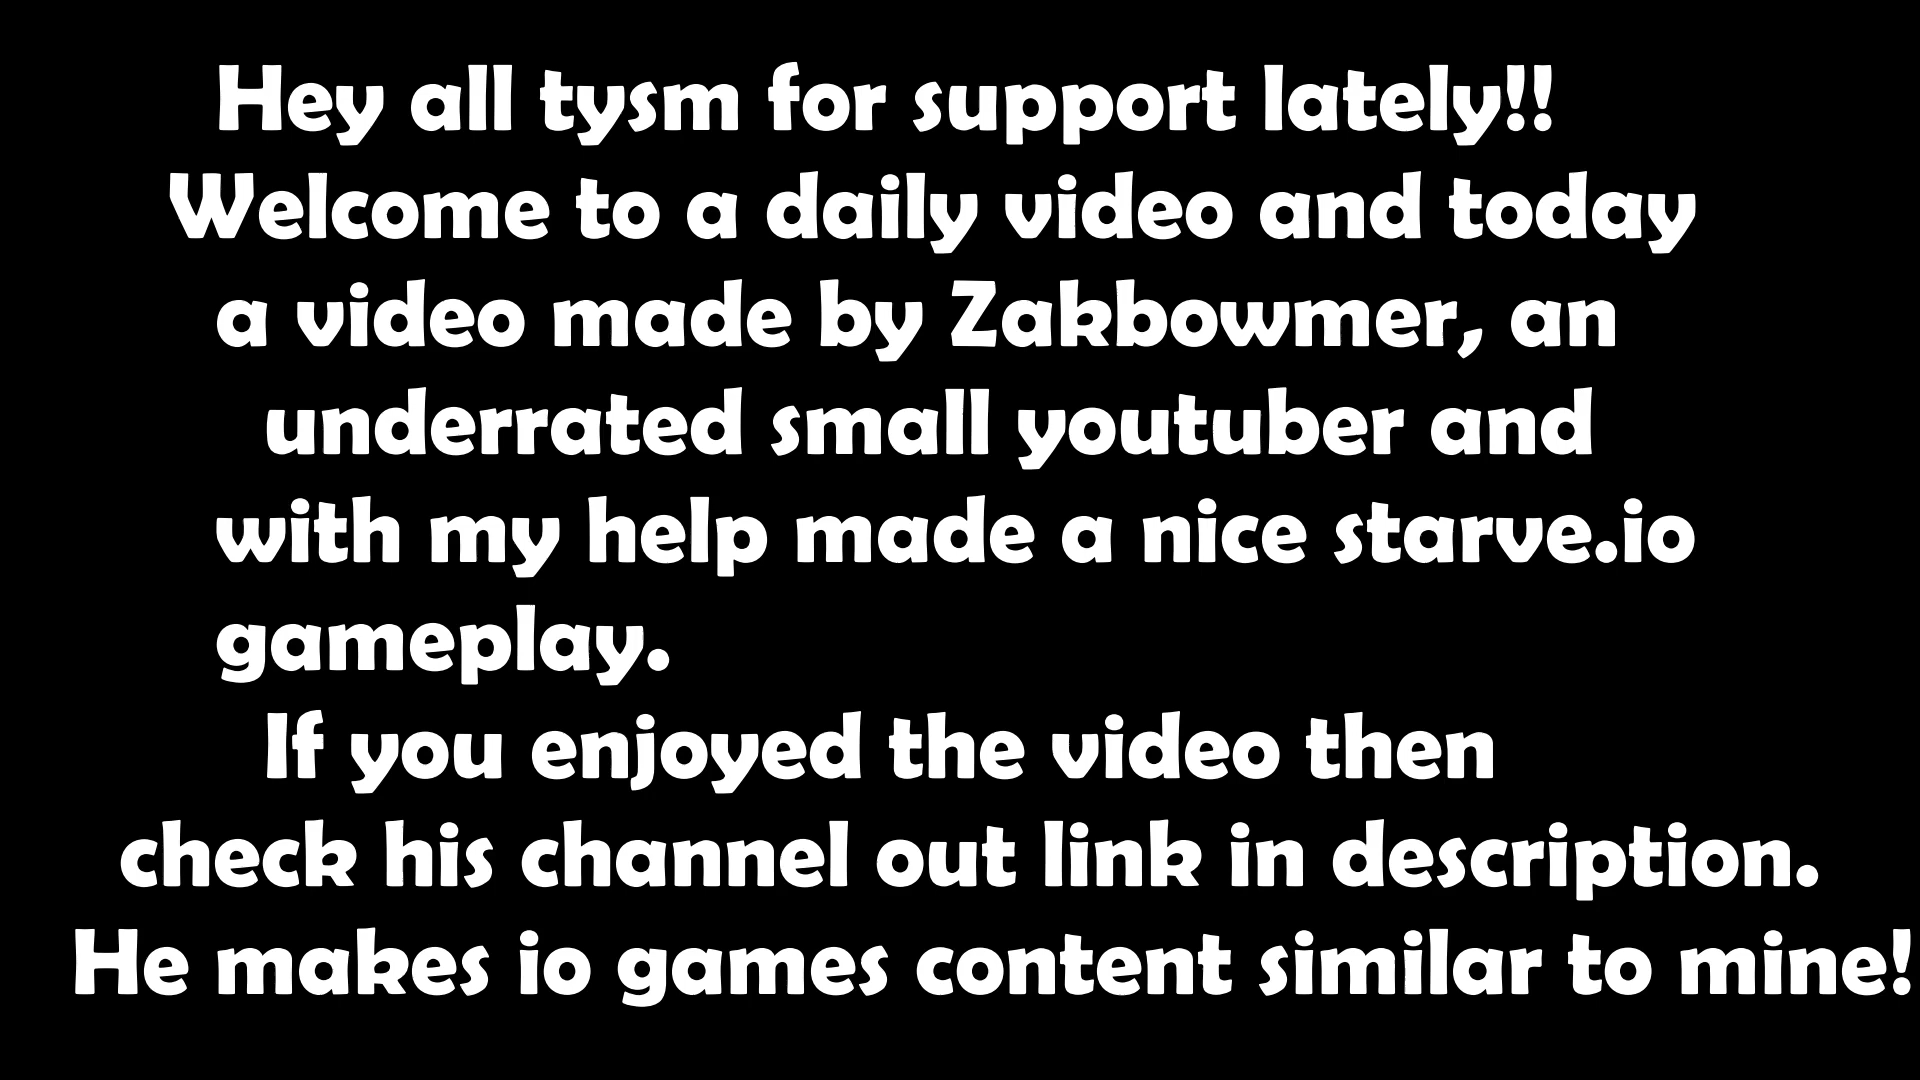 Hey all tysm for support lately!!
Welcome to a daily video and today
a video made by Zakbowmer, an
underrated small youtuber and
with my help made a nice starve.io
gameplay.
If you enjoyed the video then
check his channel out link in description.
He makes io games content similar to mine!